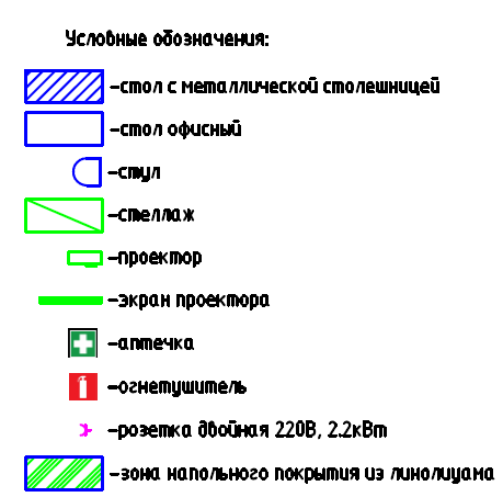 Условные обозначения:
-стол с металлической столешницей
-стол офисный
-стул
-стеллаж
-проектор
-экран проектора
-аптечка
-огнетушитель
-розетка двойная 220В, 2.2кВт
-зона напольного покрытия из линолиуама